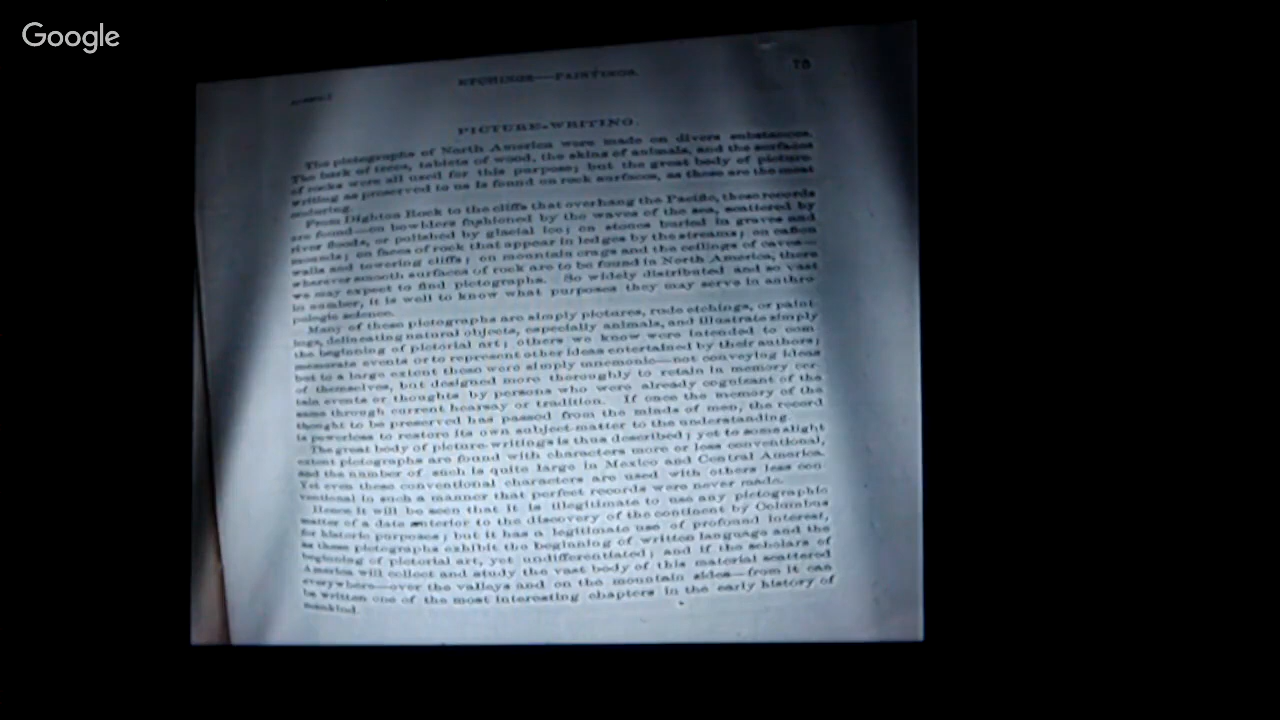 Google
ETCHINGS—PAINTINGS.
75
PICTURE-WRITING.
The pictographs of North America were made on divers substances.
The bark of trees, tablets of wood, the skins of animals, and the surfaces
of rocks were all used for this purpose; but the great body of picture-
writing as preserved to us is found on rock surfaces, as these are the most
enduring.
From Dighton Rock to the cliffs that overhang the Pacific, these records
are found—on bowlders fashioned by the waves of the sea, scattered by
river floods, or polished by glacial ice; on stones buried in graves and
mounds; on faces of rock that appear in ledges by the streams; on cañon
walls and towering cliffs; on mountain crags and the ceilings of caves—
wherever smooth surfaces of rock are to be found in North America, there
we may expect to find pictographs. So widely distributed and so vast
in number, it is well to know what purposes they may serve in anthro-
pologic science.
Many of these pictographs are simply pictures, rude etchings, or paint-
ings, delineating natural objects, especially animals, and illustrate simply
the beginning of pictorial art; others we know were intended to com-
memorate events or to represent other ideas entertained by their authors;
but to a large extent these were simply mnemonic—not conveying ideas
of themselves, but designed more thoroughly to retain in memory cer-
tain events or thoughts by persons who were already cognizant of the
same through current hearsay or tradition. If once the memory of the
thought to be preserved has passed from the minds of men, the record
is powerless to restore its own subject-matter to the understanding.
The great body of picture-writings is thus described; yet to some slight
extent pictographs are found with characters more or less conventional,
and the number of such is quite large in Mexico and Central America.
Yet even these conventional characters are used with others less con-
ventional in such a manner that perfect records were never made.
Hence it will be seen that it is illegitimate to use any pictographic
matter of a date anterior to the discovery of the continent by Columbus
for historic purposes; but it has a legitimate use of profound interest,
as these pictographs exhibit the beginning of written language and the
beginning of pictorial art, yet undifferentiated; and if the scholars of
America will collect and study the vast body of this material scattered
everywhere—over the valleys and on the mountain sides—from it can
be written one of the most interesting chapters in the early history of
mankind.